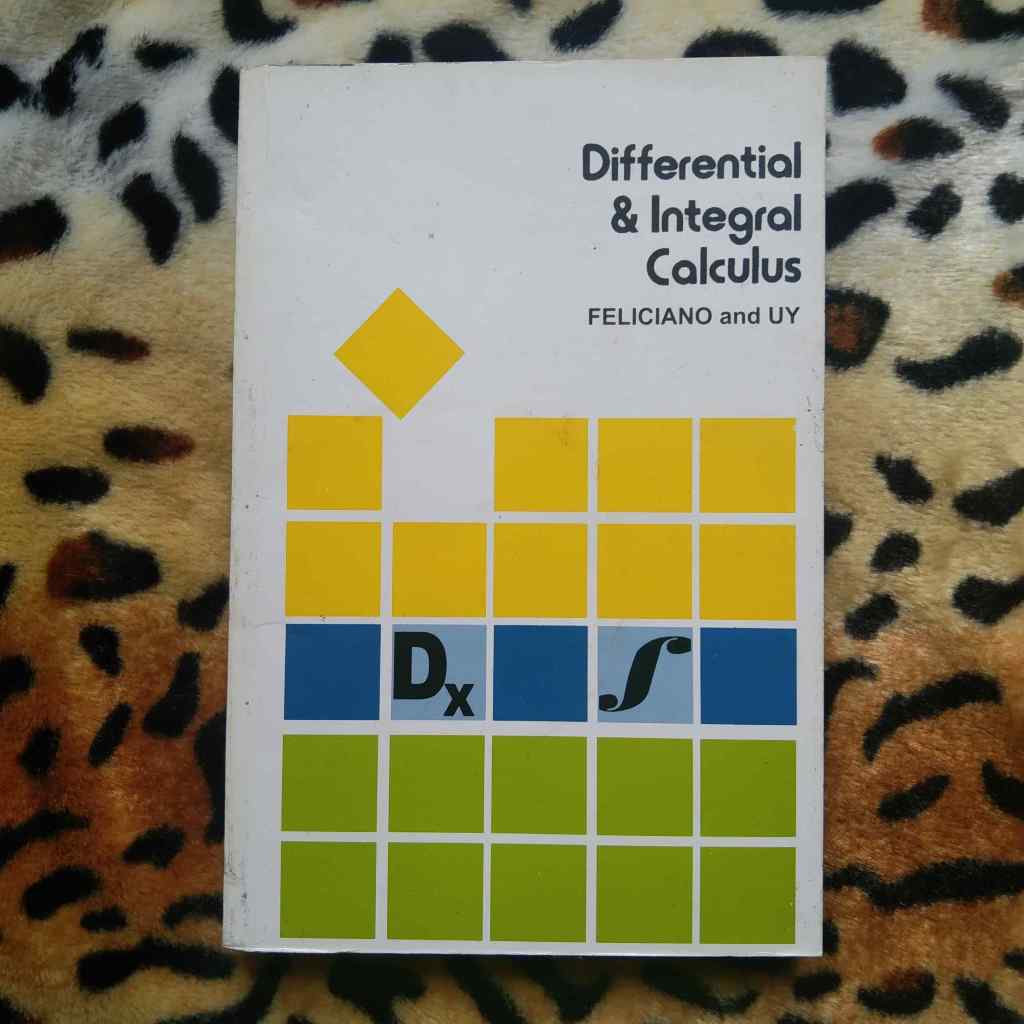 Differential
& Integral
Calculus
FELICIANO and UY
Dx ∫